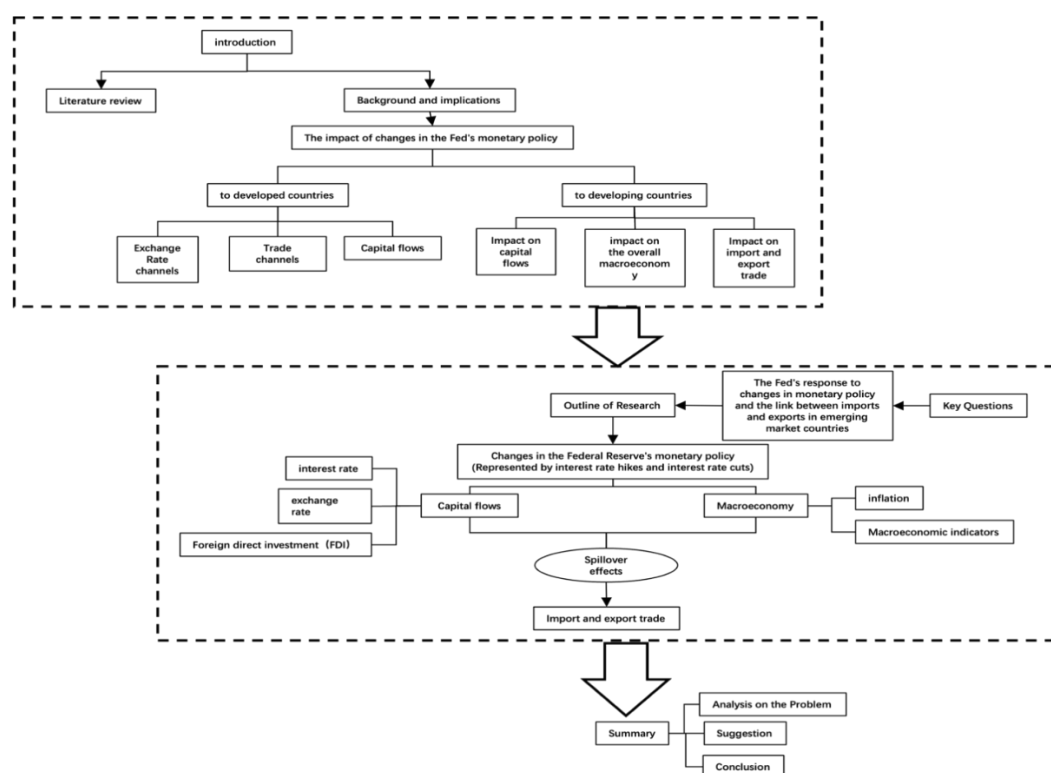 introduction
Literature review
Background and implications
The impact of changes in the Fed's monetary policy
to developed countries
to developing countries
Exchange
Rate
channels
Trade
channels
Capital flows
Impact on
capital
flows
impact on
the overall
macroeconom
y
Impact on
import and
export
trade
The Fed's response to
changes in monetary policy
and the link between imports
and exports in emerging
market countries
Outline of Research
Key Questions
Changes in the Federal Reserve's monetary policy
(Represented by interest rate hikes and interest rate cuts)
interest rate
exchange
rate
Foreign direct investment（FDI）
Capital flows
Macroeconomy
inflation
Macroeconomic indicators
Spillover
effects
Import and export trade
Summary
Analysis on the Problem
Suggestion
Conclusion